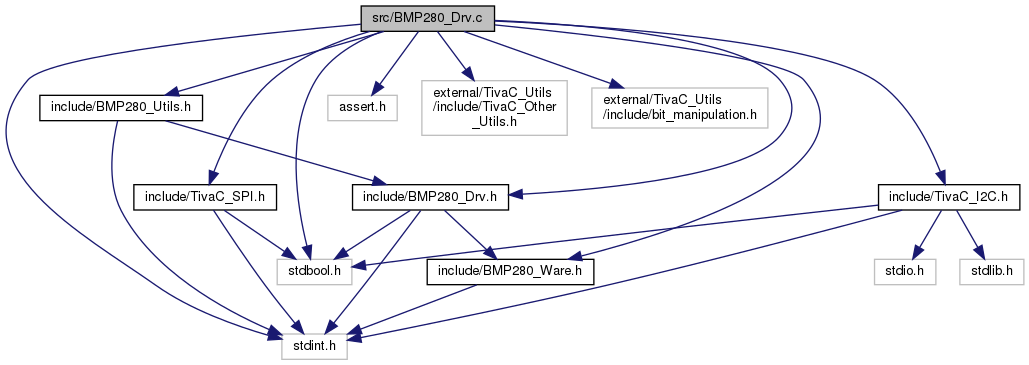 src/BMP280_Drv.c
include/BMP280_Utils.h
assert.h
external/TivaC_Utils
/include/TivaC_Other
_Utils.h
external/TivaC_Utils
/include/bit_manipulation.h
include/TivaC_SPI.h
include/BMP280_Drv.h
include/TivaC_I2C.h
stdbool.h
include/BMP280_Ware.h
stdio.h
stdlib.h
stdint.h